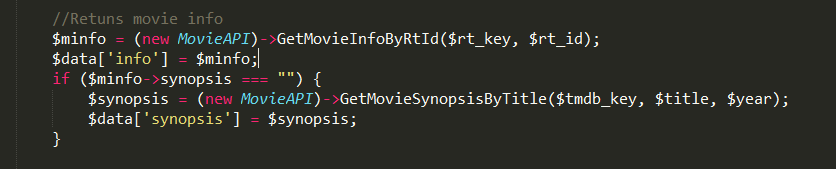 //Retuns movie info
$minfo = (new MovieAPI)->GetMovieInfoByRtId($rt_key, $rt_id);
$data['info'] = $minfo;
if ($minfo->synopsis === "") {
$synopsis = (new MovieAPI)->GetMovieSynopsisByTitle($tmdb_key, $title, $year);
$data['synopsis'] = $synopsis;
}